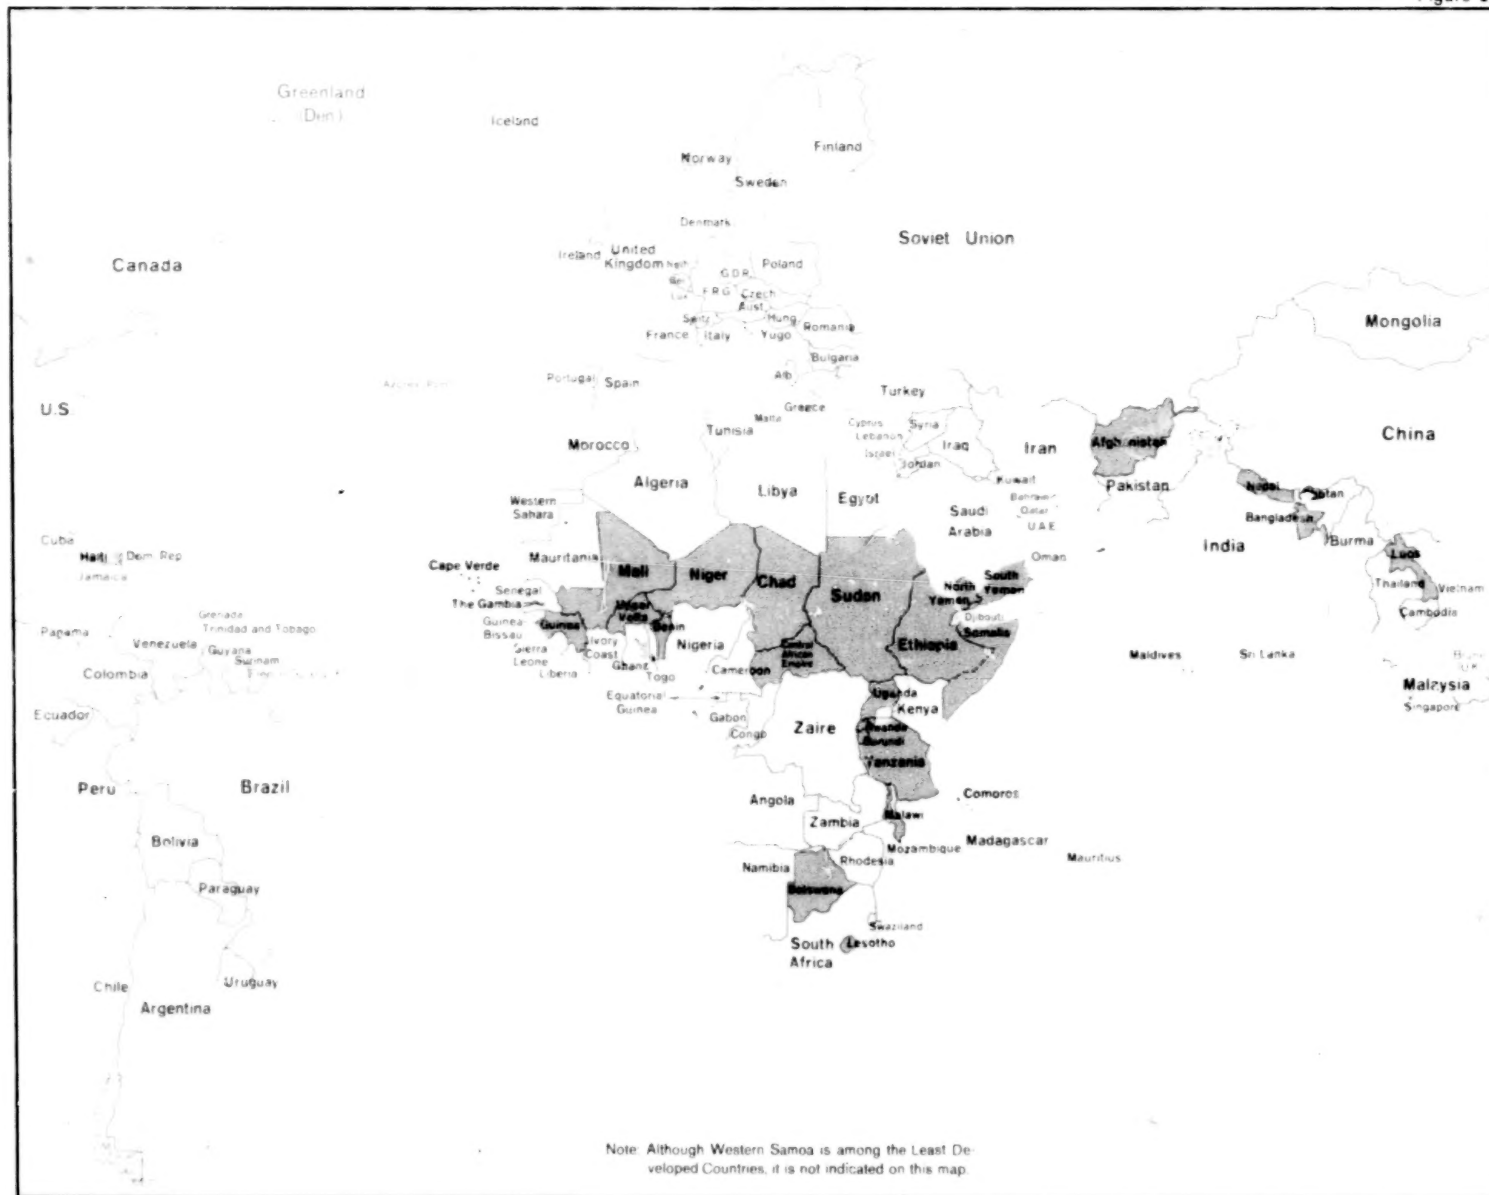 Figure
Greenland
(Den.)
Iceland
Norway
Finland
Sweden
Denmark
Soviet Union
Canada
Ireland
United
Kingdom
Neth
G.D.R.
Poland
Bel
Lux
F.R.G.
Czech
Aust.
Switz
Hung
Romania
France
Italy
Yugo
Mongolia
Bulgaria
Alb
Portugal
Spain
Turkey
U.S.
Greece
Malta
Tunisia
Cyprus
Syria
Lebanon
Israel
Iraq
Iran
Afghanistan
China
Morocco
Jordan
Kuwait
Algeria
Libya
Egypt
Pakistan
Nepal
Bhutan
Western
Sahara
Saudi
Arabia
Bahrain
Qatar
U.A.E.
Bangladesh
Cuba
Haiti
Dom. Rep
Jamaica
Mauritania
Oman
India
Burma
Laos
Cape Verde
Mali
Niger
Chad
Sudan
North
Yemen
South
Yemen
Thailand
Vietnam
Senegal
The Gambia
Upper
Volta
Djibouti
Cambodia
Guinea-
Bissau
Guinea
Benin
Nigeria
Somalia
Grenada
Trinidad and Tobago
Panama
Venezuela
Guyana
Surinam
Colombia
Sierra
Leone
Ivory
Coast
Liberia
Ghana
Togo
Cameroon
Central
African
Empire
Ethiopia
Maldives
Sri Lanka
U.K.
Malaysia
Singapore
Equatorial
Guinea
Uganda
Kenya
Ecuador
Gabon
Congo
Zaire
Rwanda
Burundi
Tanzania
Peru
Brazil
Angola
Comoros
Malawi
Zambia
Bolivia
Mozambique
Madagascar
Mauritius
Rhodesia
Namibia
Paraguay
Botswana
Swaziland
South
Africa
Lesotho
Chile
Uruguay
Argentina
Note: Although Western Samoa is among the Least De-
veloped Countries, it is not indicated on this map.